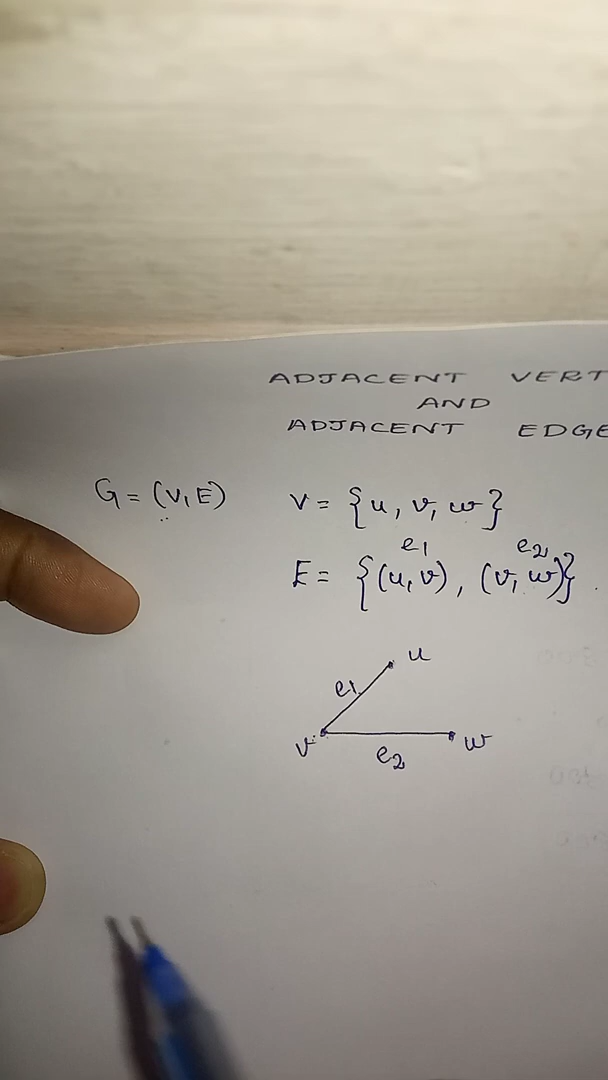 ADJACENT VERT
AND
ADJACENT EDGE
G = (V, E) V = {u, v, w}
e1 e2
E = {(u, v), (v, w)}
u
e1
v w
e2